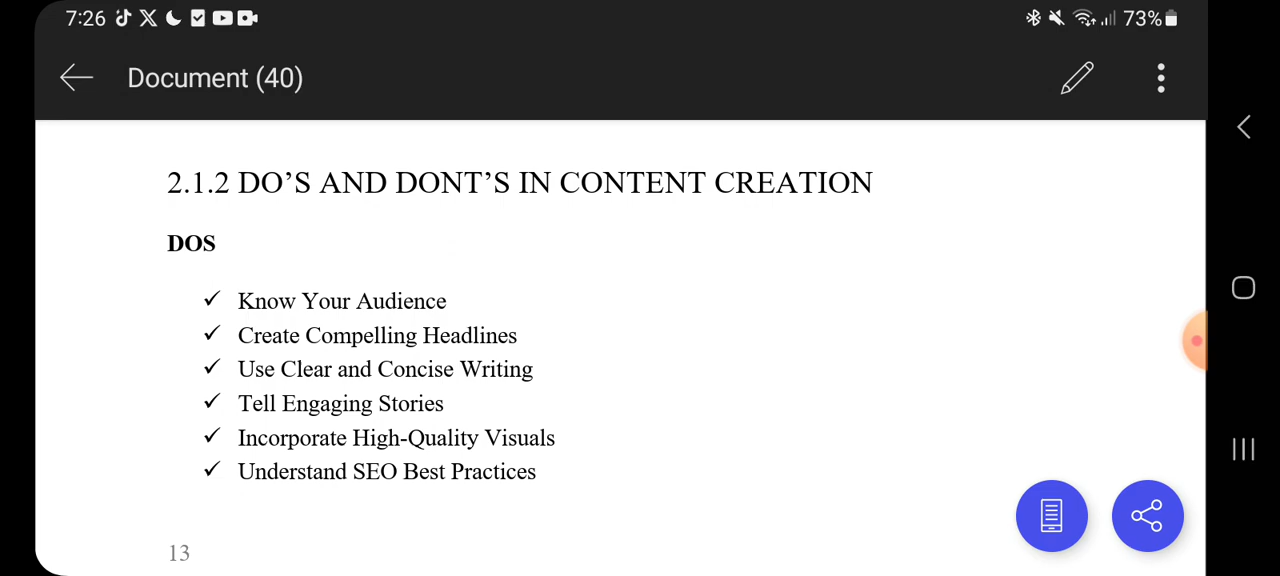 7:26
73%
Document (40)
2.1.2 DO’S AND DONT’S IN CONTENT CREATION
DOS
✓ Know Your Audience
✓ Create Compelling Headlines
✓ Use Clear and Concise Writing
✓ Tell Engaging Stories
✓ Incorporate High-Quality Visuals
✓ Understand SEO Best Practices
13